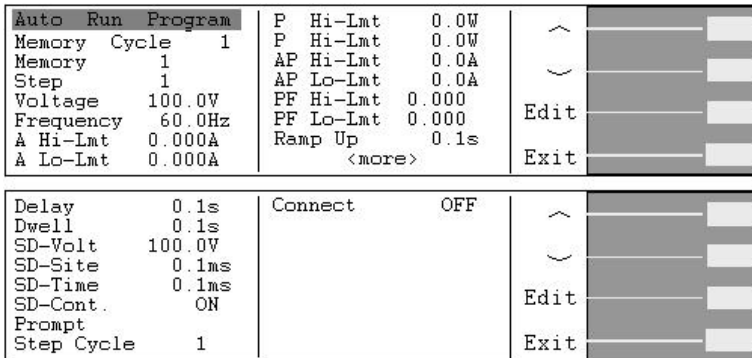 Auto Run Program
Memory Cycle 1
Memory 1
Step 1
Voltage 100.0V
Frequency 60.0Hz
A Hi-Lmt 0.000A
A Lo-Lmt 0.000A
P Hi-Lmt 0.0W
P Hi-Lmt 0.0W
AP Hi-Lmt 0.0A
AP Lo-Lmt 0.0A
PF Hi-Lmt 0.000
PF Lo-Lmt 0.000
Ramp Up 0.1s
<more>
Edit
Exit
Delay 0.1s
Dwell 0.1s
SD-Volt 100.0V
SD-Site 0.1ms
SD-Time 0.1ms
SD-Cont. ON
Prompt
Step Cycle 1
Connect OFF
Edit
Exit